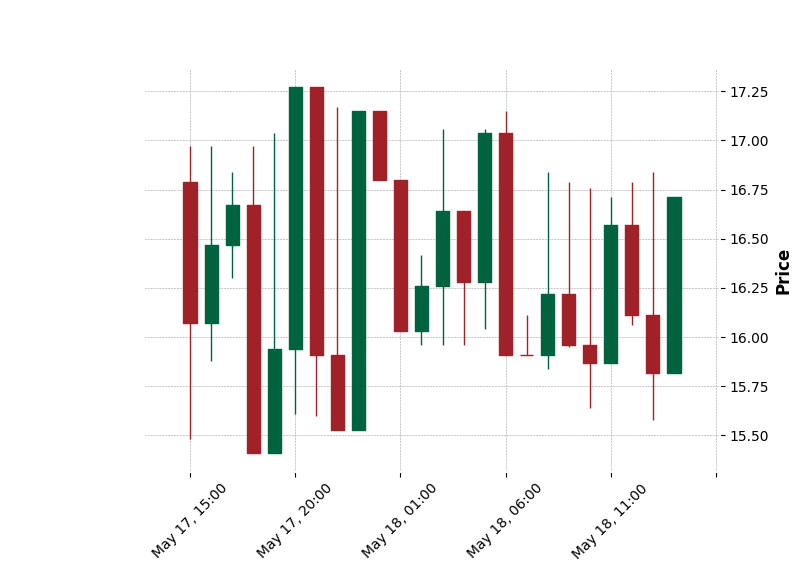 17.25
17.00
16.75
16.50
16.25
16.00
15.75
15.50
Price
May 17, 15:00
May 17, 20:00
May 18, 01:00
May 18, 06:00
May 18, 11:00